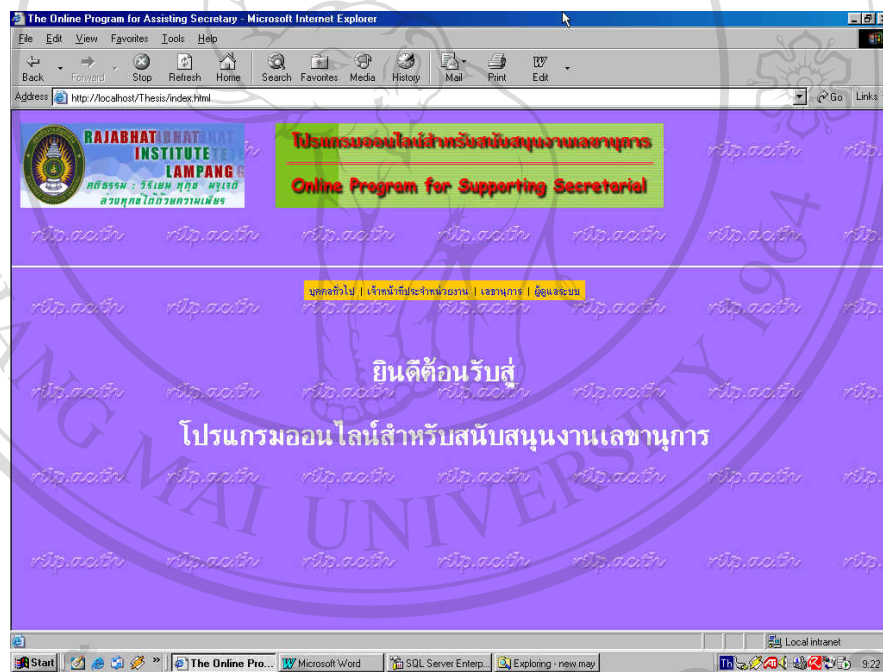 The Online Program for Assisting Secretary - Microsoft Internet Explorer
File Edit View Favorites Tools Help
Back Forward Stop Refresh Home Search Favorites Media History Mail Print Edit
Address http://localhost/Thesis/index.html Go Links
RAJABHAT
INSTITUTE
LAMPANG
โปรแกรมออนไลน์สำหรับสนับสนุนงานเลขานุการ
Online Program for Supporting Secretarial
บุคคลทั่วไป | เจ้าหน้าที่ประจำหน่วยงาน | เลขานุการ | ผู้ดูแลระบบ
ยินดีต้อนรับสู่
โปรแกรมออนไลน์สำหรับสนับสนุนงานเลขานุการ
MAI UNIVERS
1964
Local intranet
Start The Online Pro... Microsoft Word SQL Server Enterp... Exploring - new may Th 9:22